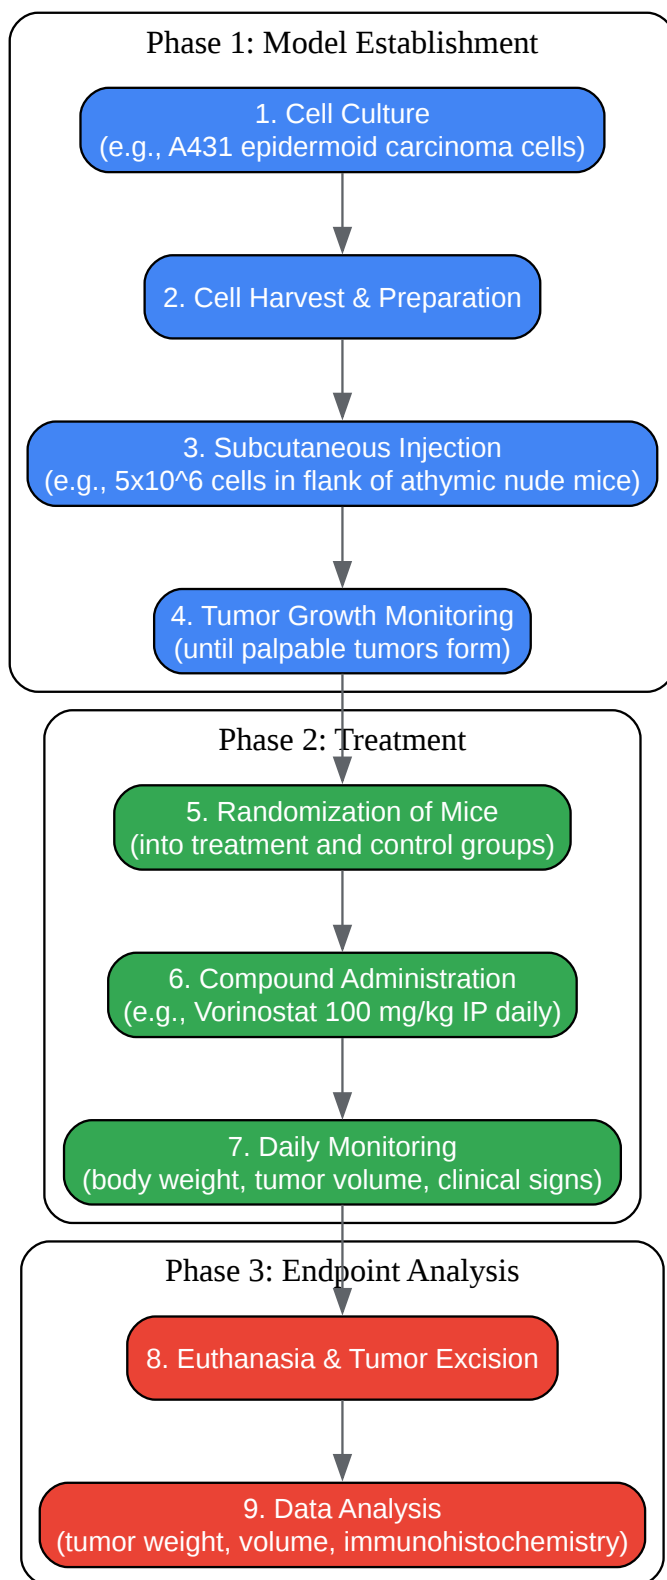 Phase 1: Model Establishment
1. Cell Culture
(e.g., A431 epidermoid carcinoma cells)
2. Cell Harvest & Preparation
3. Subcutaneous Injection
(e.g., 5x10^6 cells in flank of athymic nude mice)
4. Tumor Growth Monitoring
(until palpable tumors form)
Phase 2: Treatment
5. Randomization of Mice
(into treatment and control groups)
6. Compound Administration
(e.g., Vorinostat 100 mg/kg IP daily)
7. Daily Monitoring
(body weight, tumor volume, clinical signs)
Phase 3: Endpoint Analysis
8. Euthanasia & Tumor Excision
9. Data Analysis
(tumor weight, volume, immunohistochemistry)